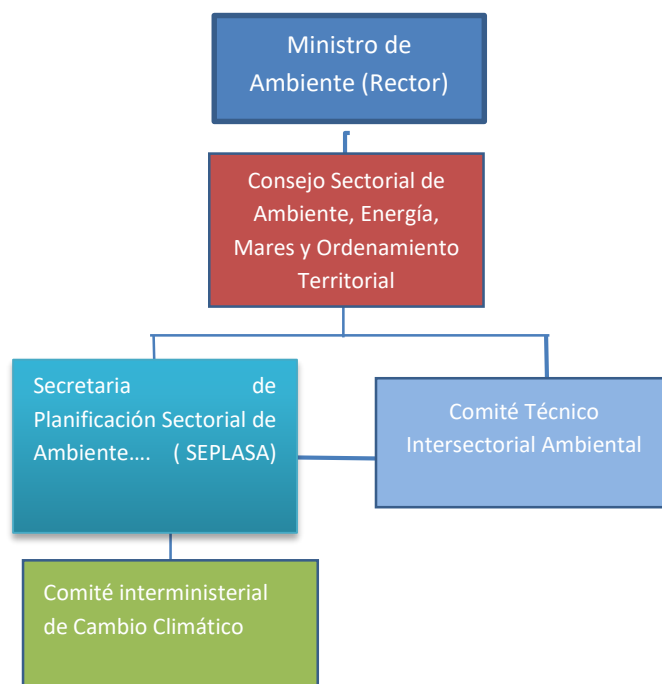 Ministro de
Ambiente (Rector)
Consejo Sectorial de
Ambiente, Energía,
Mares y Ordenamiento
Territorial
Secretaria de
Planificación Sectorial de
Ambiente…. ( SEPLASA)
Comité Técnico
Intersectorial Ambiental
Comité interministerial
de Cambio Climático